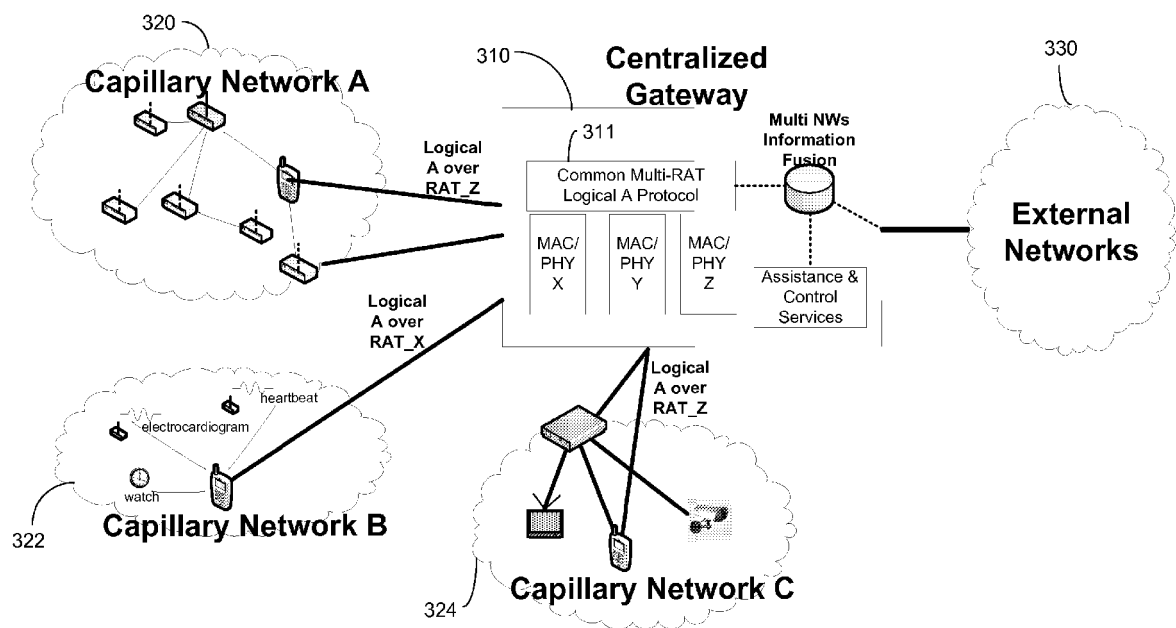 320
Capillary Network A
310
Centralized
Gateway
330
311
Multi NWs
Information
Fusion
Logical
A over
RAT_Z
Common Multi-RAT
Logical A Protocol
MAC/
PHY
X
MAC/
PHY
Y
MAC/
PHY
Z
External
Networks
Assistance &
Control
Services
Logical
A over
RAT_X
Logical
A over
RAT_Z
heartbeat
electrocardiogram
watch
322
Capillary Network B
324
Capillary Network C